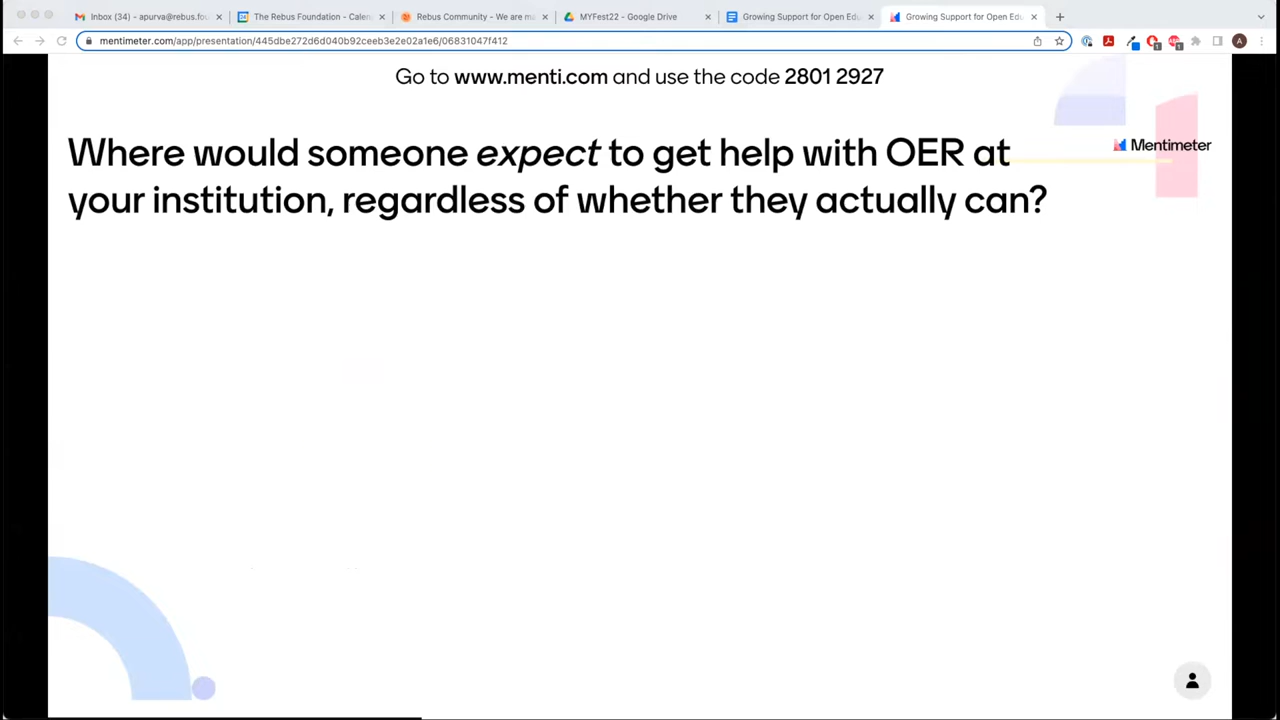 Inbox (34) - apurva@rebus.fou
The Rebus Foundation - Calen
Rebus Community - We are ma
MYFest22 - Google Drive
Growing Support for Open Edu
Growing Support for Open Edu
mentimeter.com/app/presentation/445dbe272d6d040b92ceeb3e2e02a1e6/06831047f412
A
Go to www.menti.com and use the code 2801 2927
Where would someone expect to get help with OER at
your institution, regardless of whether they actually can?
Mentimeter